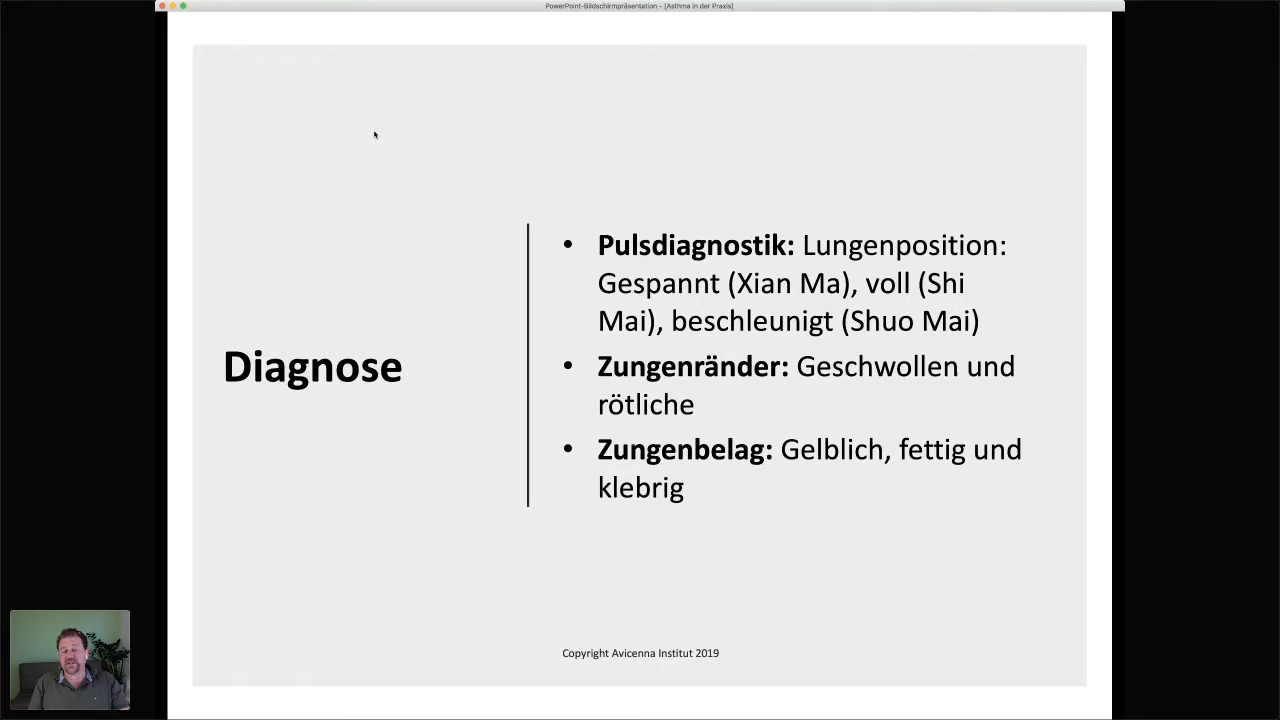 PowerPoint-Bildschirmpräsentation - [Asthma in der Praxis]
Diagnose
• Pulsdiagnostik: Lungenposition:
Gespannt (Xian Ma), voll (Shi
Mai), beschleunigt (Shuo Mai)
• Zungenränder: Geschwollen und
rötliche
• Zungenbelag: Gelblich, fettig und
klebrig
Copyright Avicenna Institut 2019